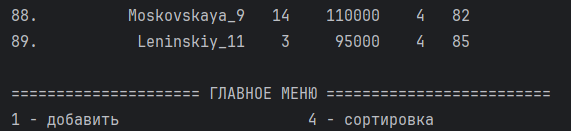 88. Moskovskaya_9 14 110000 4 82
89. Leninskiy_11 3 95000 4 85
===================== ГЛАВНОЕ МЕНЮ =========================
1 - добавить 4 - сортировка